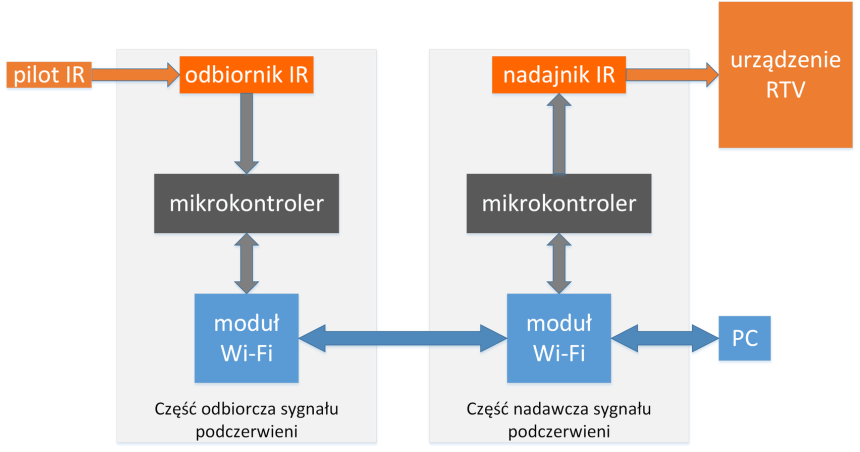 pilot IR
odbiornik IR
nadajnik IR
urządzenie
RTV
mikrokontroler
mikrokontroler
moduł
Wi-Fi
moduł
Wi-Fi
PC
Część odbiorcza sygnału
podczerwieni
Część nadawcza sygnału
podczerwieni